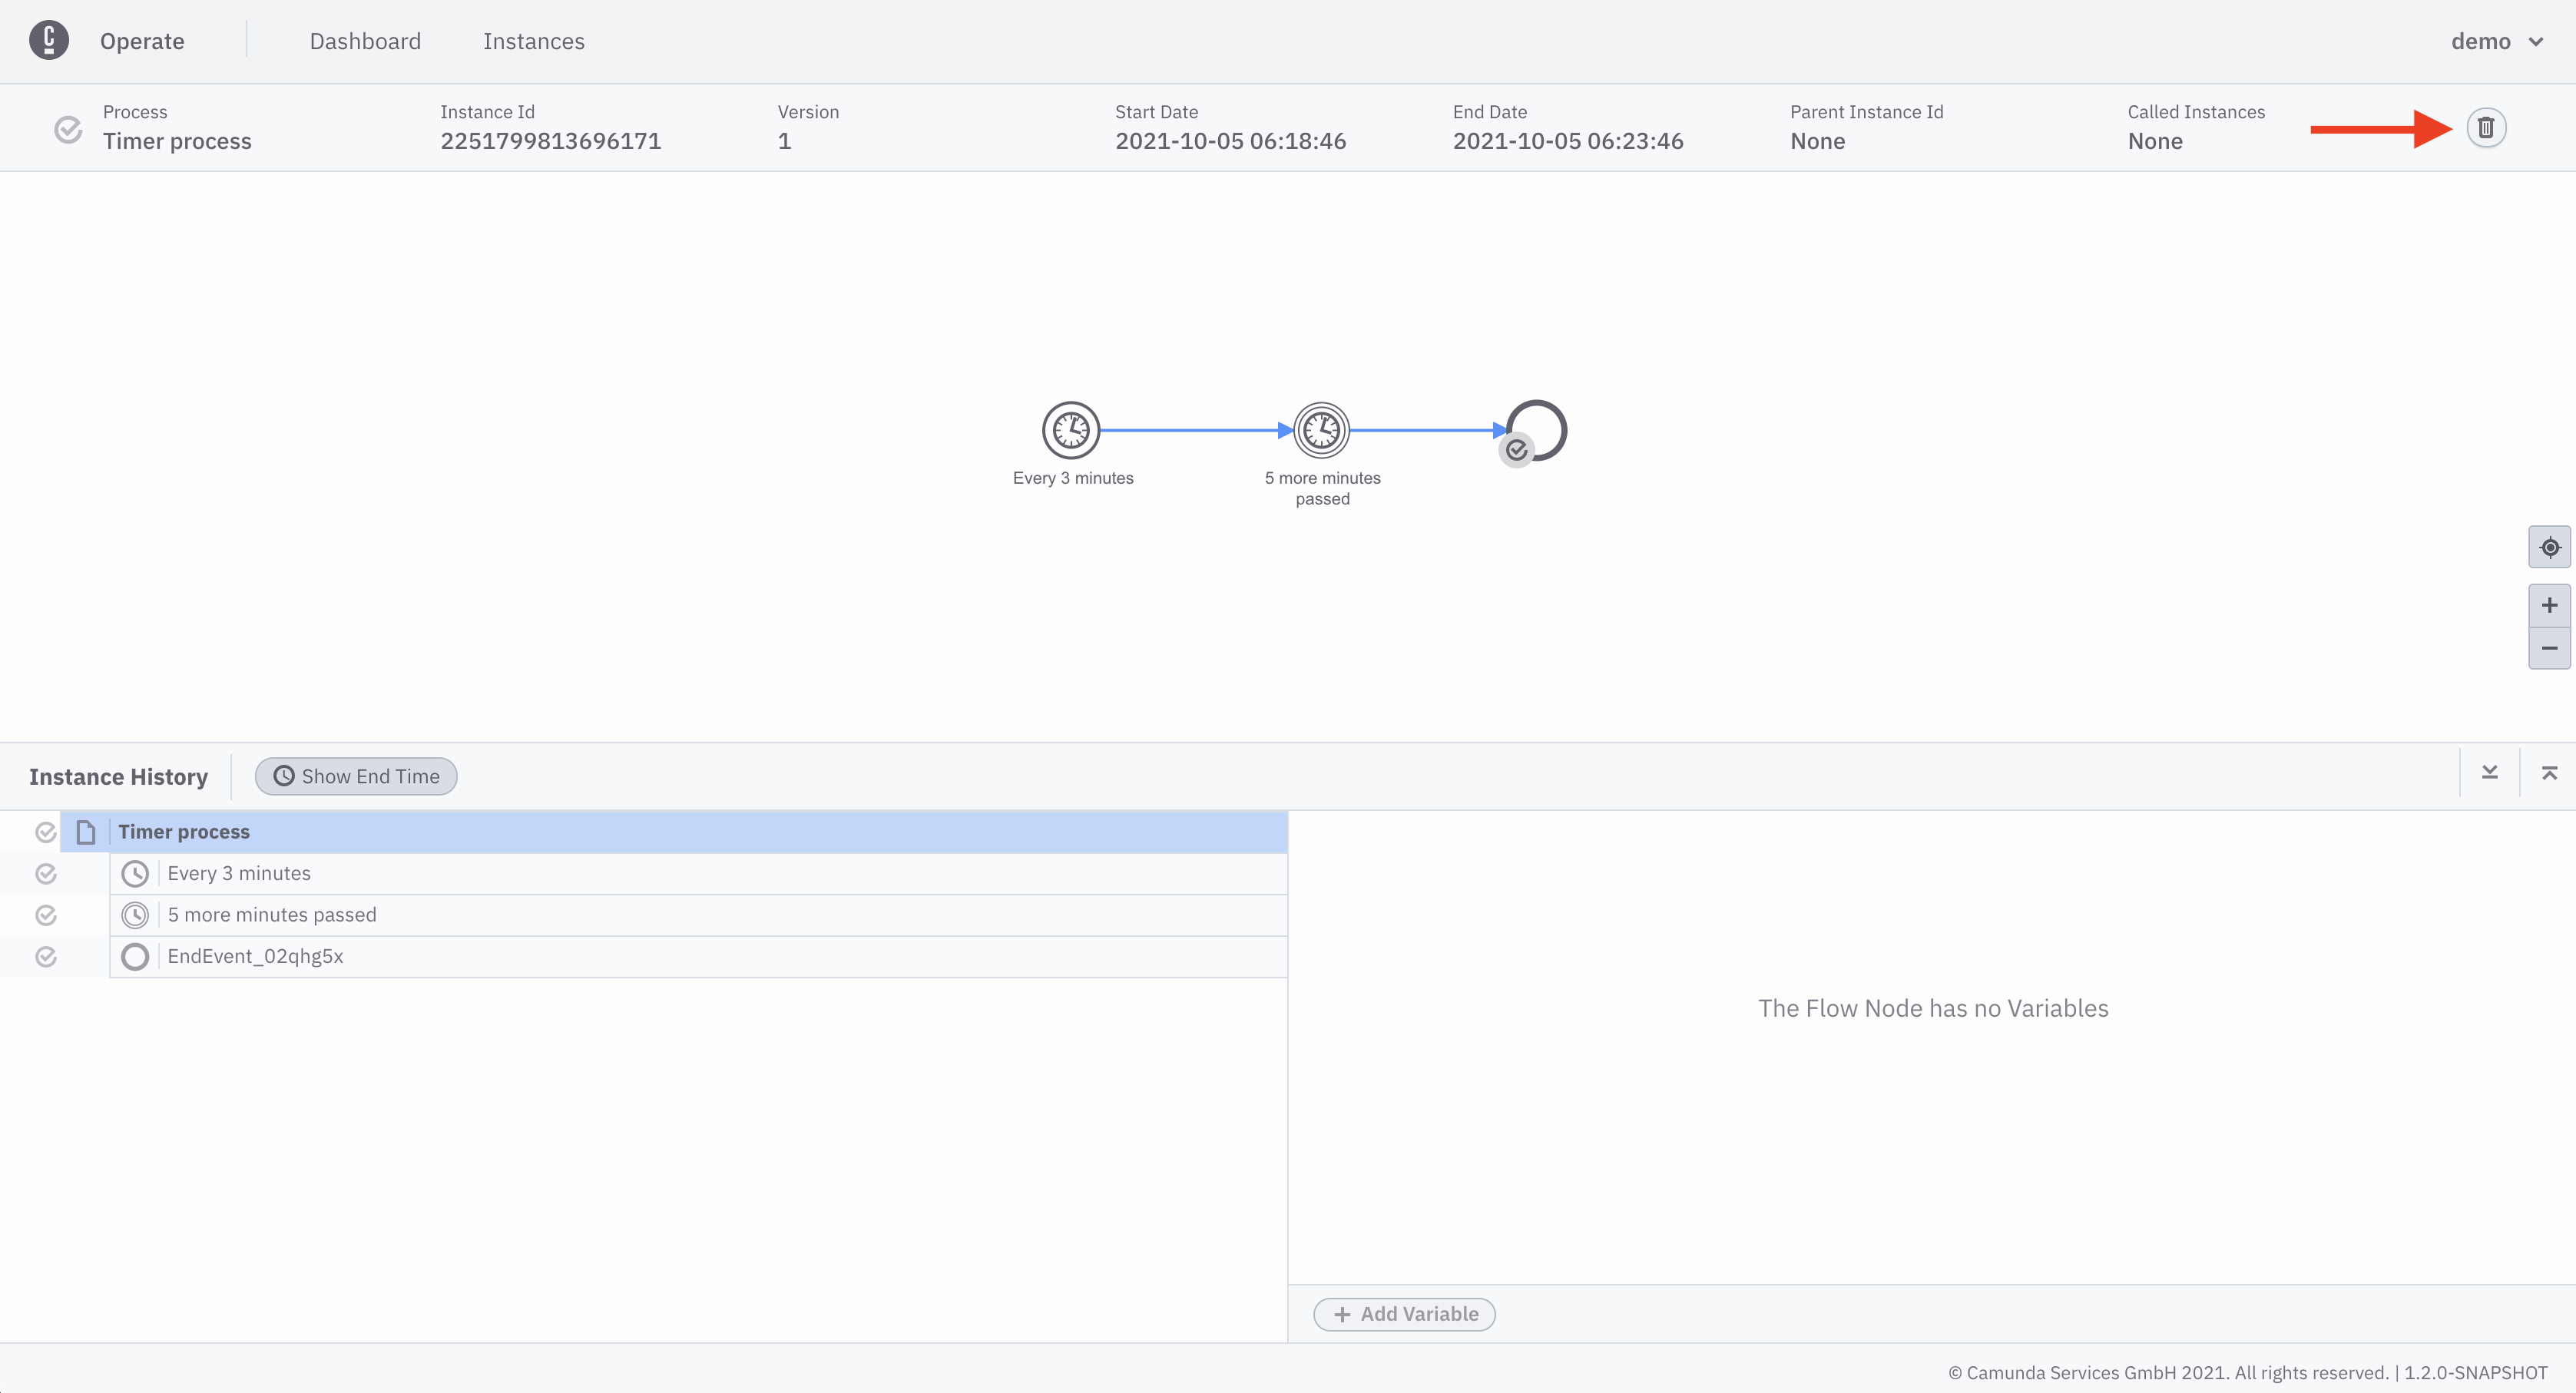 Operate Dashboard Instances demo
Process Instance Id Version Start Date End Date Parent Instance Id Called Instances
Timer process 2251799813696171 1 2021-10-05 06:18:46 2021-10-05 06:23:46 None None
Every 3 minutes
5 more minutes
passed
Instance History Show End Time
Timer process
Every 3 minutes
5 more minutes passed
EndEvent_02qhg5x
The Flow Node has no Variables
+ Add Variable
© Camunda Services GmbH 2021. All rights reserved. | 1.2.0-SNAPSHOT